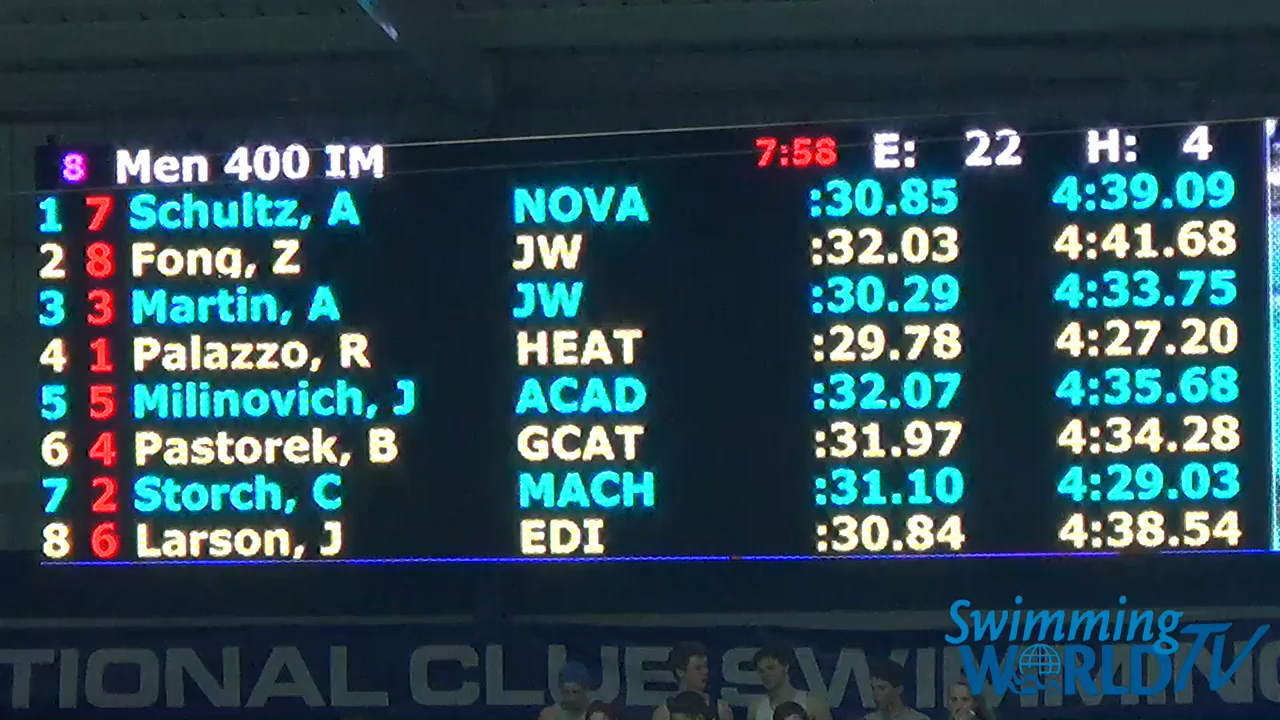 8 Men 400 IM 7:58 E: 22 H: 4
1 7 Schultz, A NOVA :30.85 4:39.09
2 8 Fong, Z JW :32.03 4:41.68
3 3 Martin, A JW :30.29 4:33.75
4 1 Palazzo, R HEAT :29.78 4:27.20
5 5 Milinovich, J ACAD :32.07 4:35.68
6 4 Pastorek, B GCAT :31.97 4:34.28
7 2 Storch, C MACH :31.10 4:29.03
8 6 Larson, J EDI :30.84 4:38.54
TIONAL CLUB SWIMMING
Swimming
WORLD TV